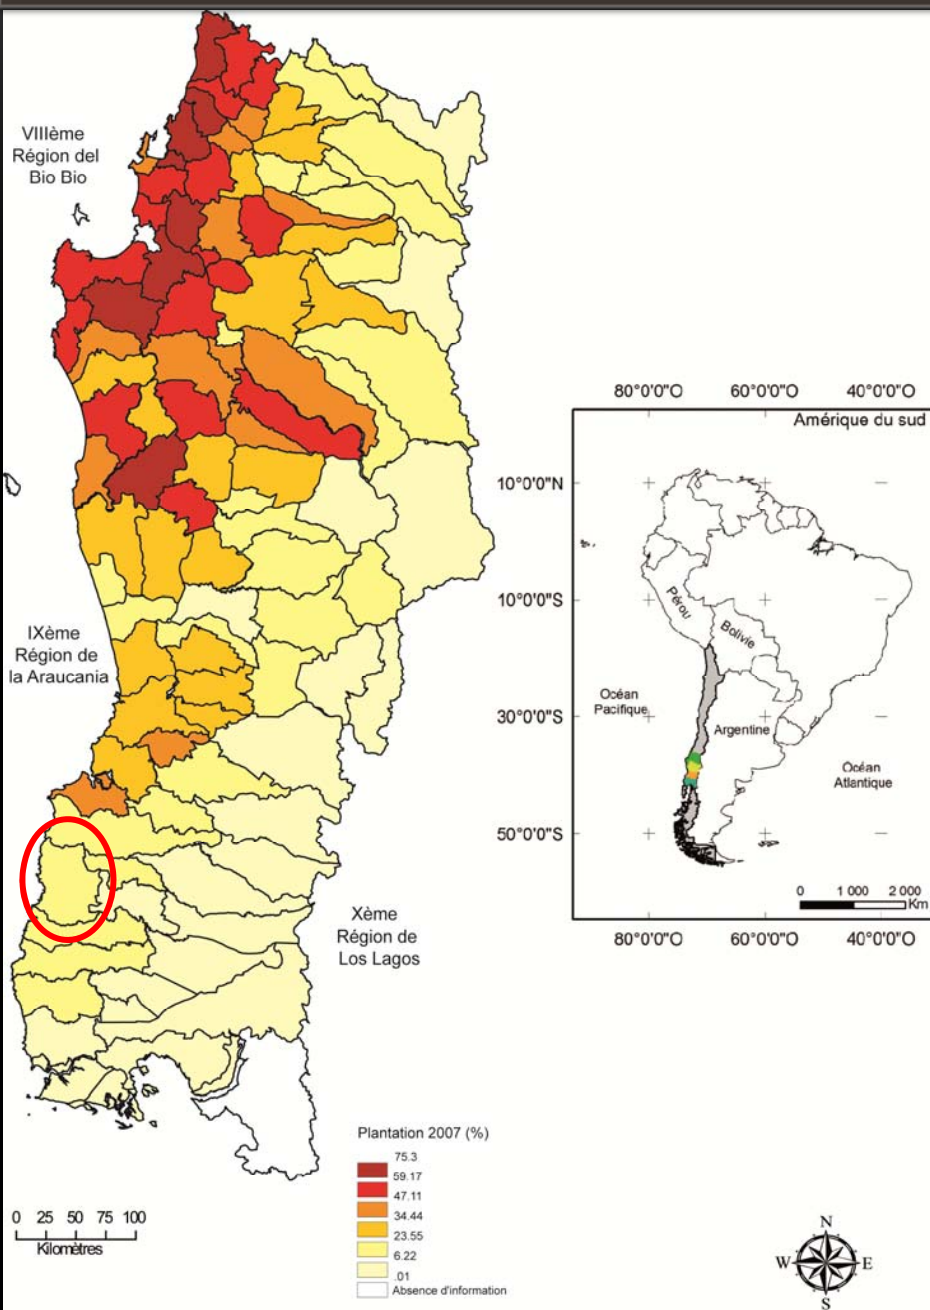 VIIIème
Région del
Bio Bio
IXème
Région de
la Araucania
Xème
Région de
Los Lagos
80°0'0"O 60°0'0"O 40°0'0"O
Amérique du sud
10°0'0"N
10°0'0"S
30°0'0"S
50°0'0"S
Pérou
Bolivie
Océan
Pacifique
Argentine
Océan
Atlantique
0 1 000 2 000
Km
80°0'0"O 60°0'0"O 40°0'0"O
Plantation 2007 (%)
75.3
59.17
47.11
34.44
23.55
6.22
.01
Absence d'information
0 25 50 75 100
Kilomètres
N
W E
S